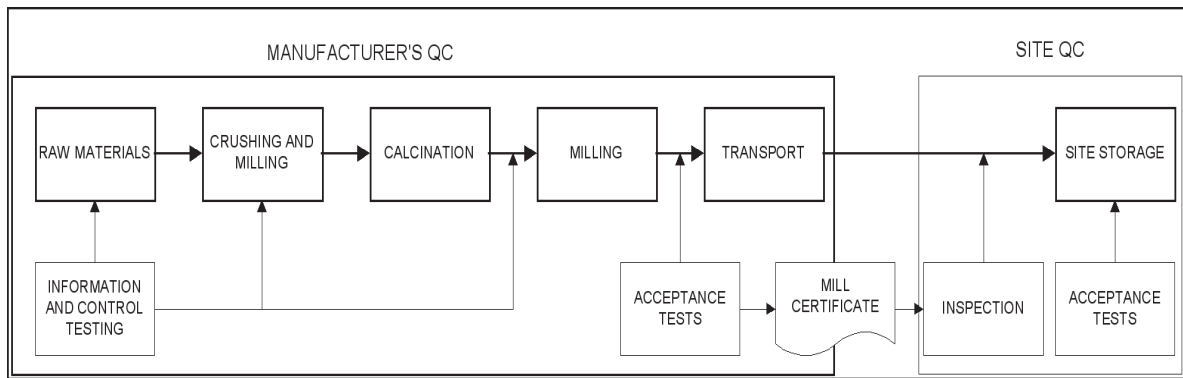 MANUFACTURER'S QC
SITE QC
RAW MATERIALS
CRUSHING AND
MILLING
CALCINATION
MILLING
TRANSPORT
SITE STORAGE
INFORMATION
AND CONTROL
TESTING
ACCEPTANCE
TESTS
MILL
CERTIFICATE
INSPECTION
ACCEPTANCE
TESTS